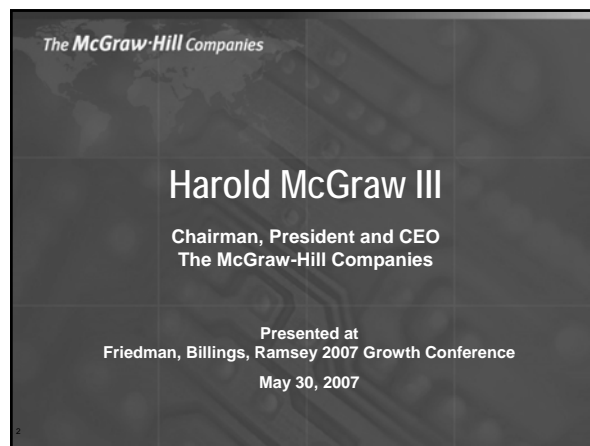 The McGraw·Hill Companies
Harold McGraw III
Chairman, President and CEO
The McGraw-Hill Companies
Presented at
Friedman, Billings, Ramsey 2007 Growth Conference
May 30, 2007
2